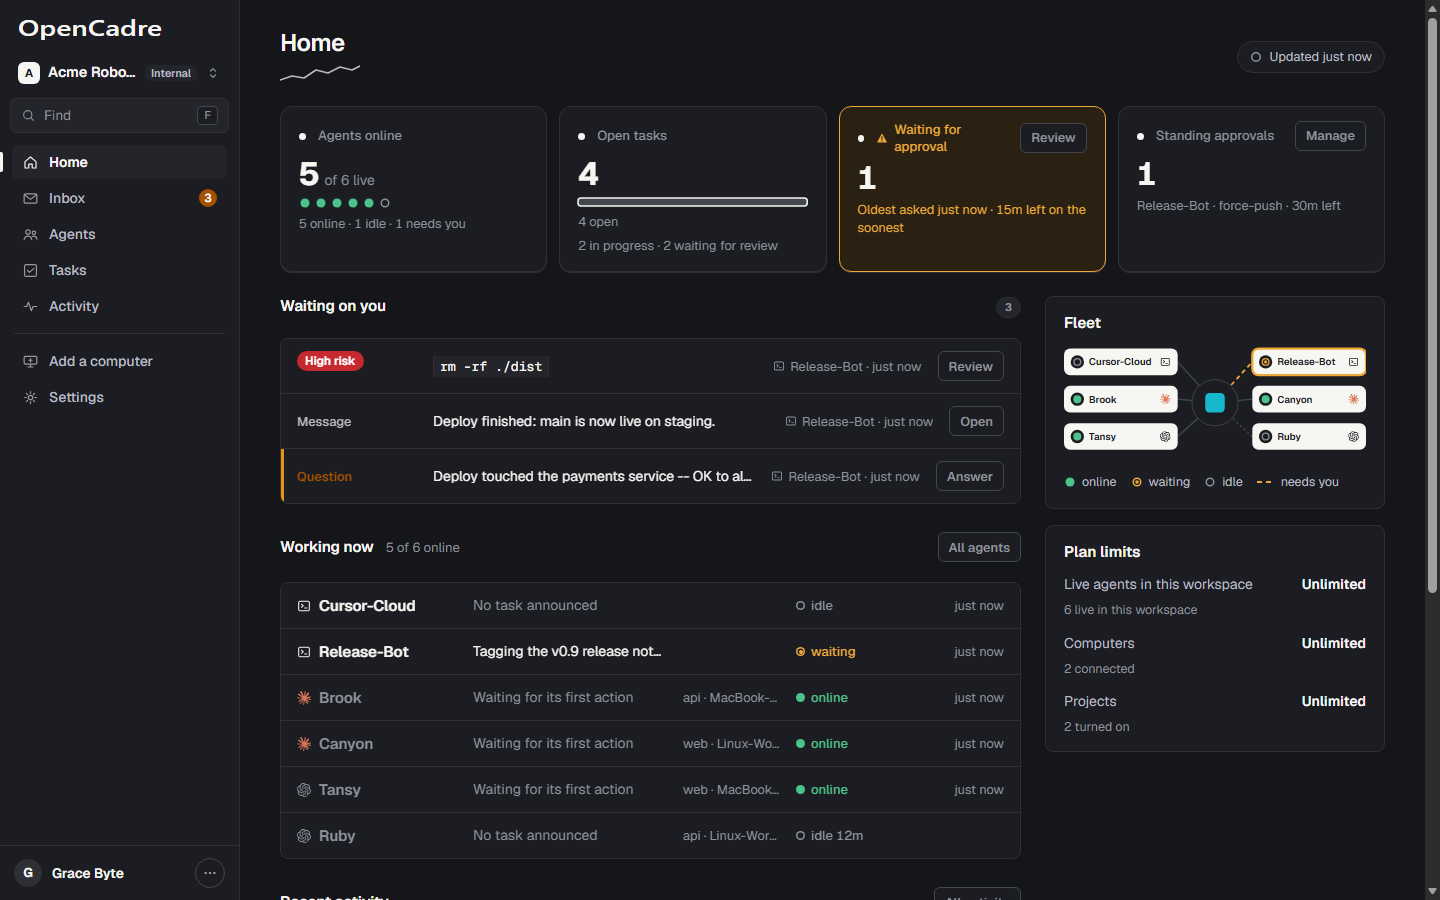 OpenCadre
A
Acme Robo...
Internal
Find
F
Home
Inbox
3
Agents
Tasks
Activity
Add a computer
Settings
G
Grace Byte
Home
Updated just now
Agents online
5 of 6 live
5 online · 1 idle · 1 needs you
Open tasks
4
4 open
2 in progress · 2 waiting for review
Waiting for
approval
Review
1
Oldest asked just now · 15m left on the
soonest
Standing approvals
Manage
1
Release-Bot · force-push · 30m left
Waiting on you
3
High risk
rm -rf ./dist
Release-Bot · just now
Review
Message
Deploy finished: main is now live on staging.
Release-Bot · just now
Open
Question
Deploy touched the payments service -- OK to al...
Release-Bot · just now
Answer
Working now
5 of 6 online
All agents
Cursor-Cloud
No task announced
idle
just now
Release-Bot
Tagging the v0.9 release not...
waiting
just now
Brook
Waiting for its first action
api · MacBook-...
online
just now
Canyon
Waiting for its first action
web · Linux-Wo...
online
just now
Tansy
Waiting for its first action
web · MacBook...
online
just now
Ruby
No task announced
api · Linux-Wor...
idle 12m
Recent activity
Fleet
Cursor-Cloud
Release-Bot
Brook
Canyon
Tansy
Ruby
online
waiting
idle
needs you
Plan limits
Live agents in this workspace
Unlimited
6 live in this workspace
Computers
Unlimited
2 connected
Projects
Unlimited
2 turned on